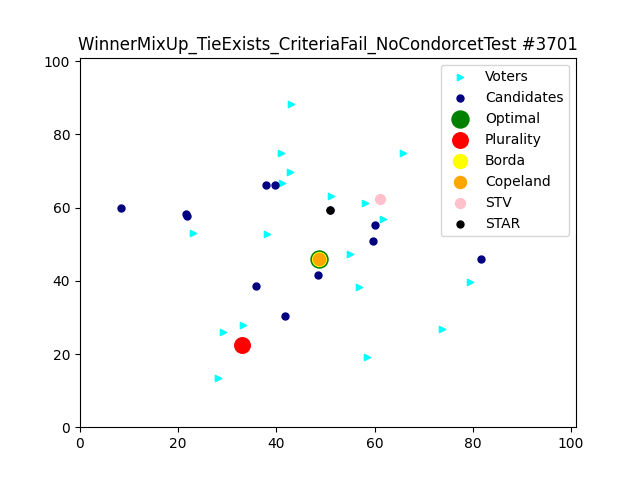 WinnerMixUp_TieExists_CriteriaFail_NoCondorcetTest #3701
100
80
60
40
20
0
0 20 40 60 80 100
Voters
Candidates
Optimal
Plurality
Borda
Copeland
STV
STAR